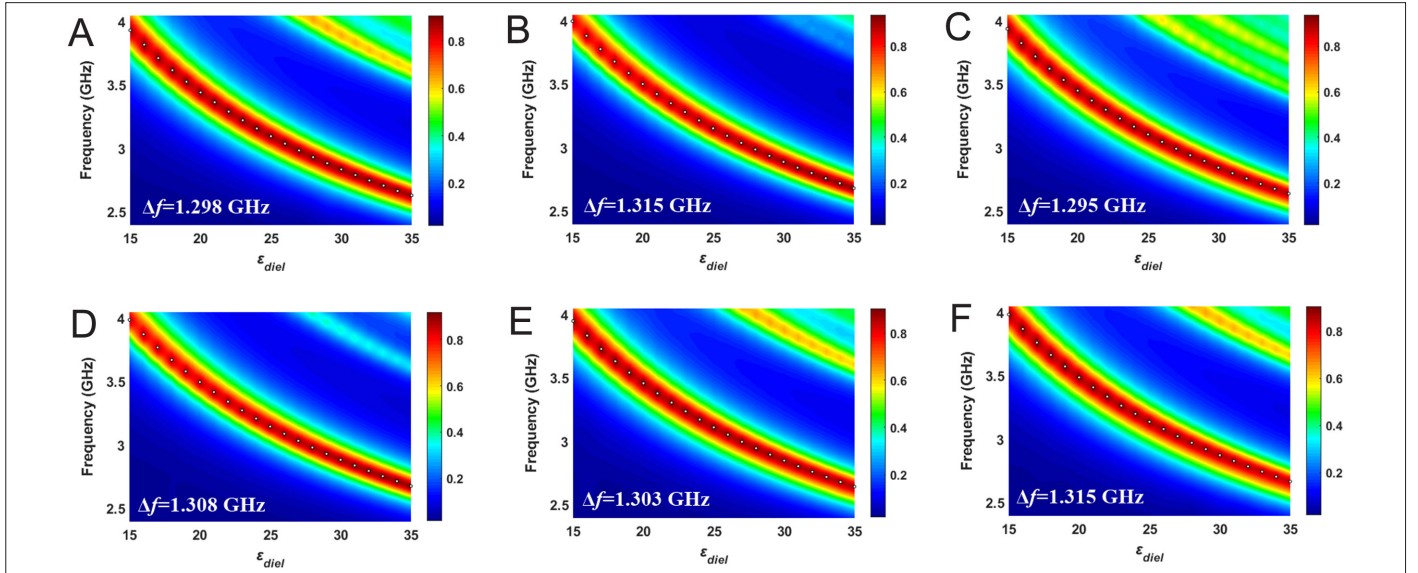 A
Frequency (GHz)
4
3.5
3
2.5
Δf=1.298 GHz
15 20 25 30 35
ε_diel
0.8
0.6
0.4
0.2
B
Frequency (GHz)
4
3.5
3
2.5
Δf=1.315 GHz
15 20 25 30 35
ε_diel
0.8
0.6
0.4
0.2
C
Frequency (GHz)
4
3.5
3
2.5
Δf=1.295 GHz
15 20 25 30 35
ε_diel
0.8
0.6
0.4
0.2
D
Frequency (GHz)
4
3.5
3
2.5
Δf=1.308 GHz
15 20 25 30 35
ε_diel
0.8
0.6
0.4
0.2
E
Frequency (GHz)
4
3.5
3
2.5
Δf=1.303 GHz
15 20 25 30 35
ε_diel
0.8
0.6
0.4
0.2
F
Frequency (GHz)
4
3.5
3
2.5
Δf=1.315 GHz
15 20 25 30 35
ε_diel
0.8
0.6
0.4
0.2